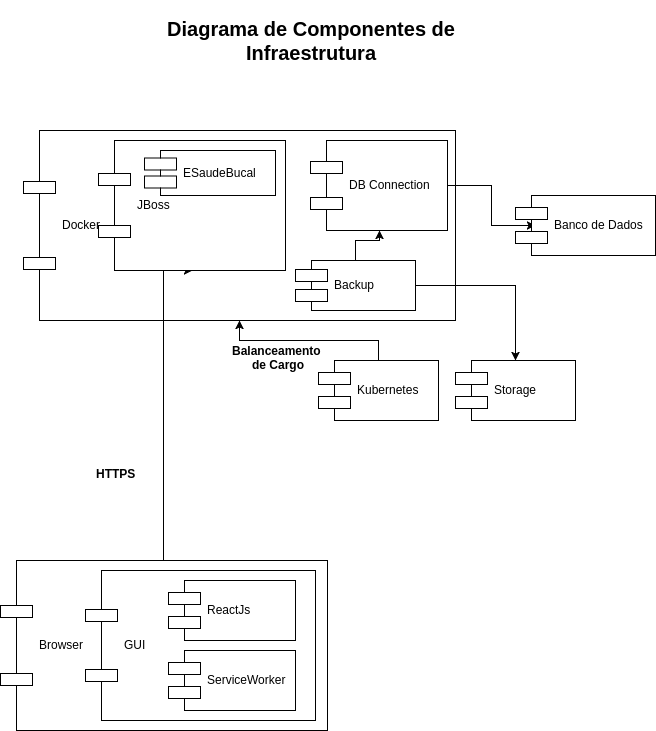 Diagrama de Componentes de
Infraestrutura
ESaudeBucal
DB Connection
JBoss
Docker
Banco de Dados
Backup
Balanceamento
de Cargo
Kubernetes
Storage
HTTPS
ReactJs
Browser
GUI
ServiceWorker